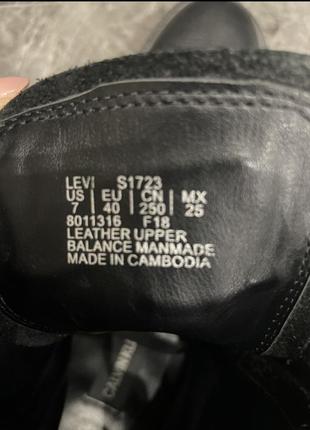 LEVI S1723
US EU CN MX
7 40 250 25
8011316 F18
LEATHER UPPER
BALANCE MANMADE
MADE IN CAMBODIA